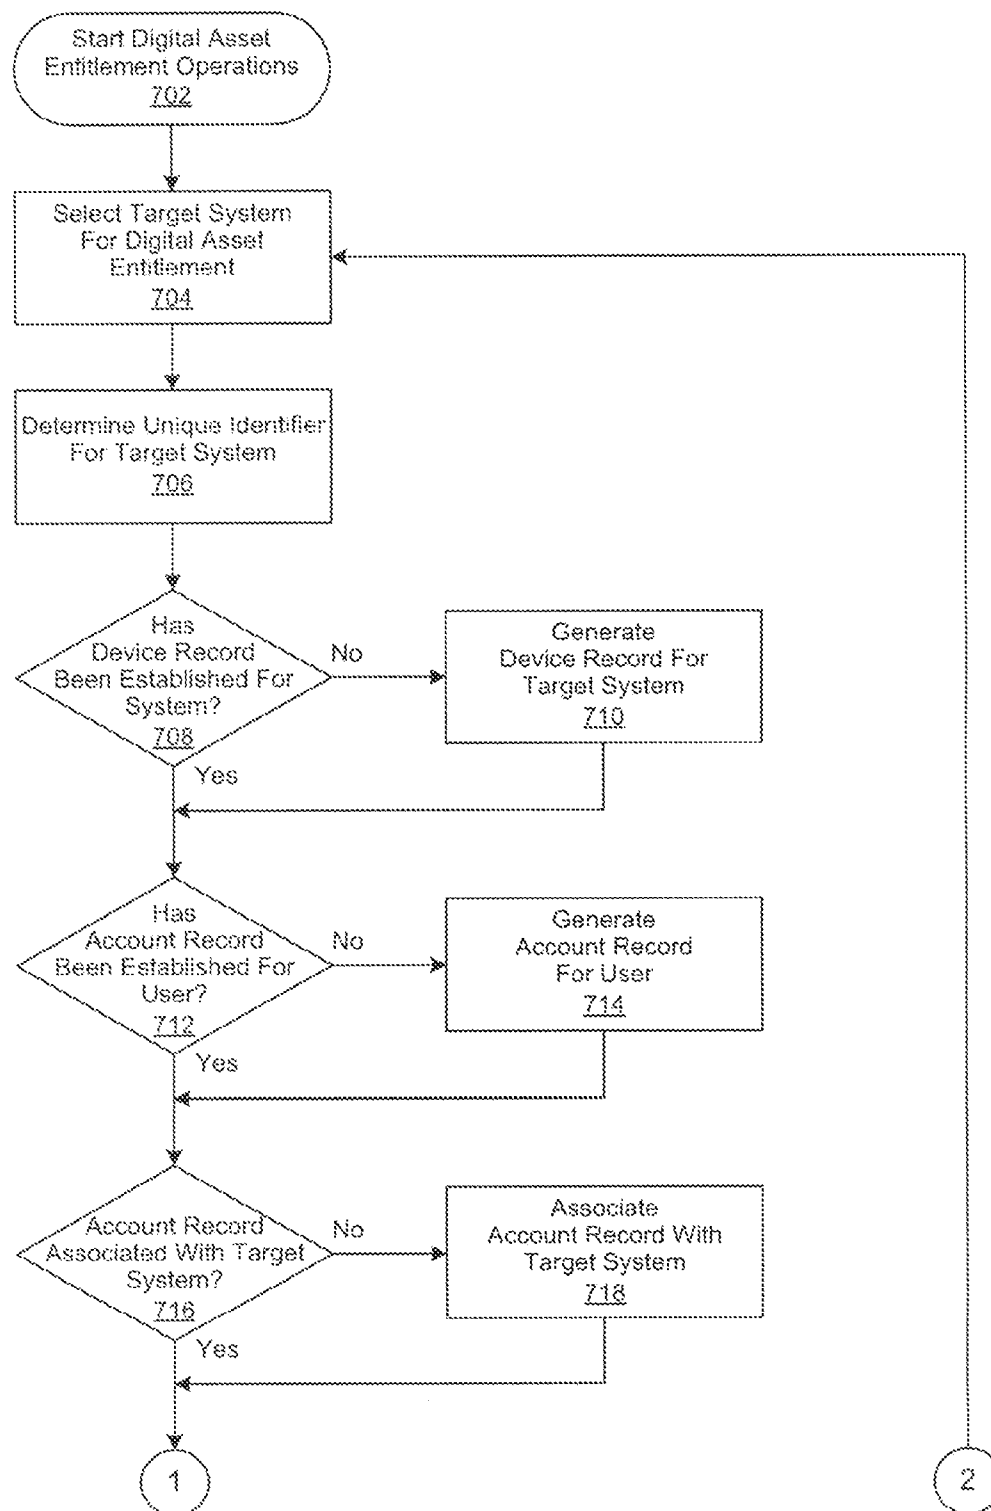 Start Digital Asset
Entitlement Operations
702
Select Target System
For Digital Asset
Entitlement
704
Determine Unique Identifier
For Target System
706
Has
Device Record
Been Established For
System?
708
No
Yes
Generate
Device Record For
Target System
710
Has
Account Record
Been Established For
User?
712
No
Yes
Generate
Account Record
For User
714
Account Record
Associated With Target
System?
716
No
Yes
Associate
Account Record With
Target System
718
1
2